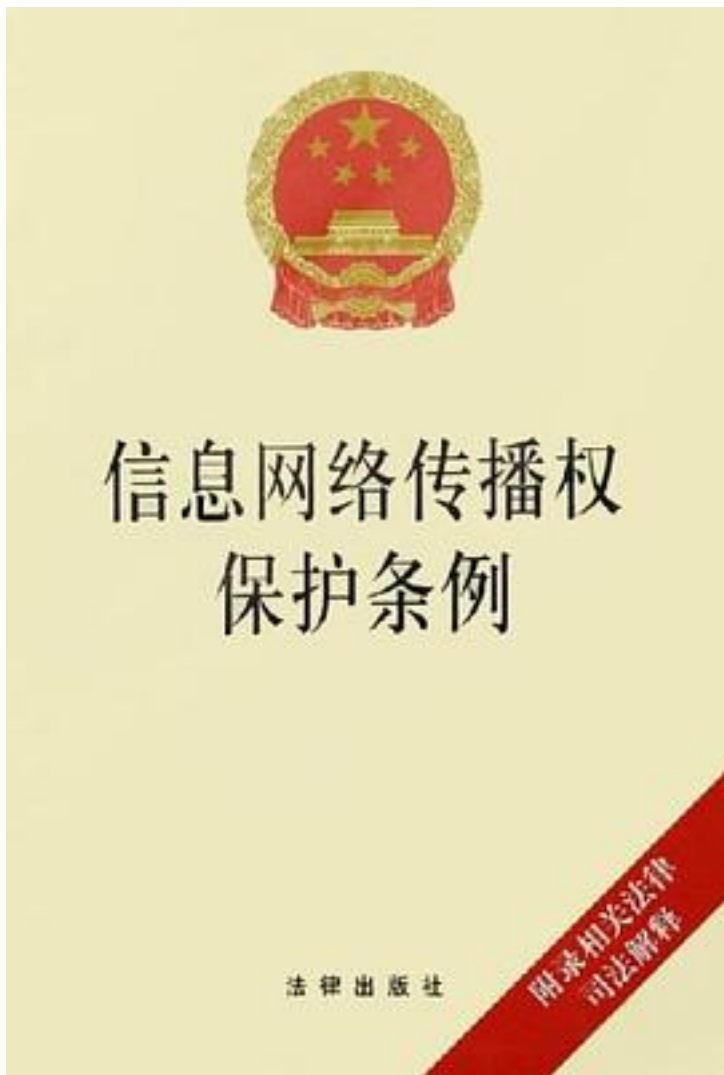 信息网络传播权
保护条例
附录相关法律
司法解释
法律出版社